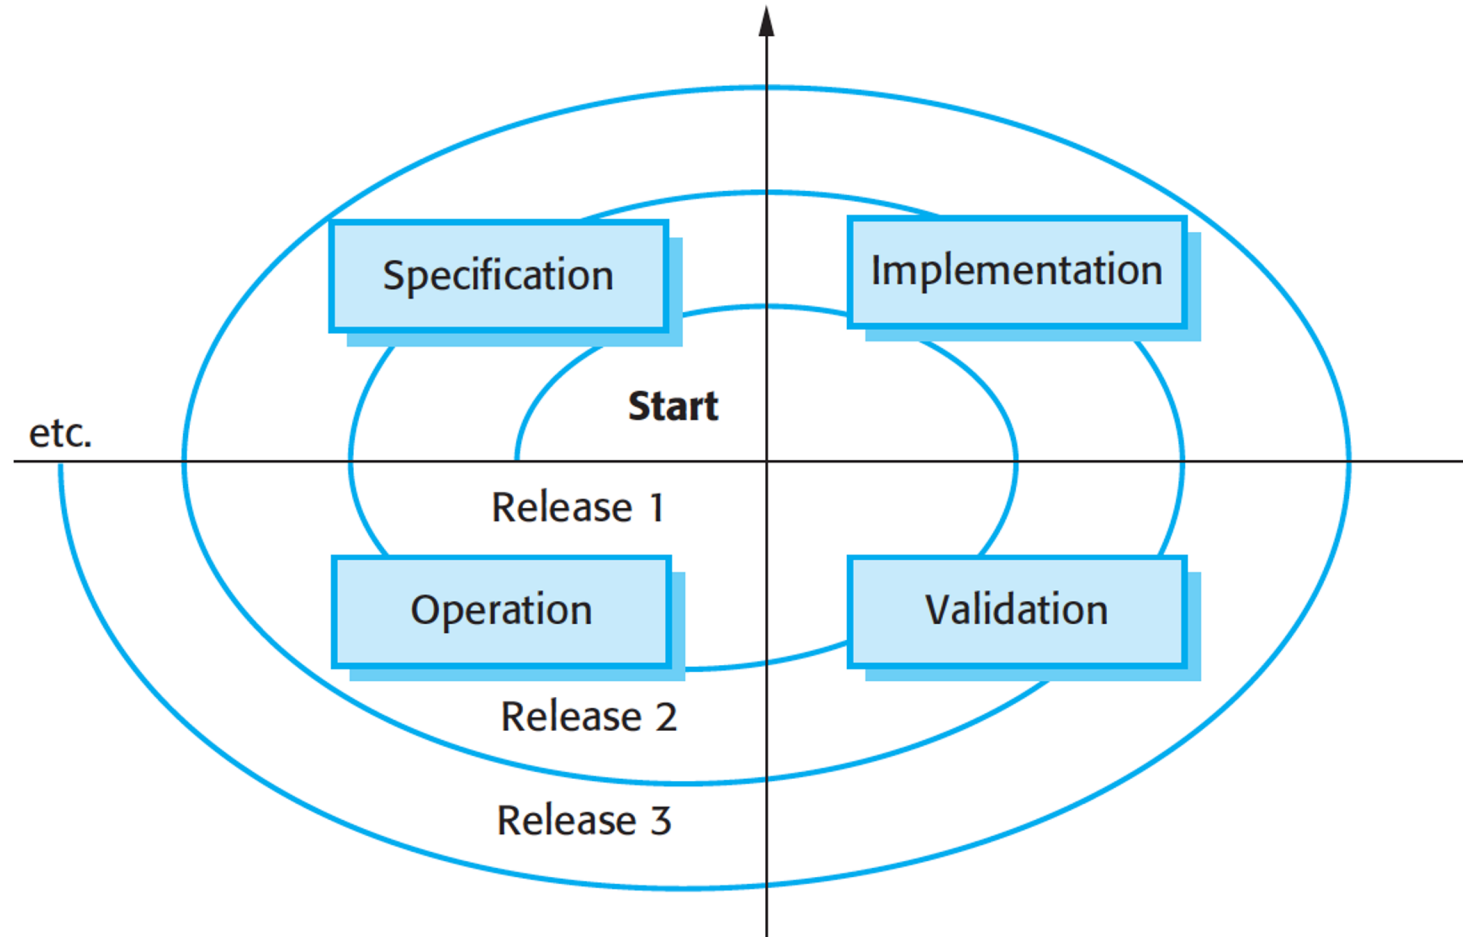 Specification
Implementation
Start
etc.
Release 1
Operation
Validation
Release 2
Release 3